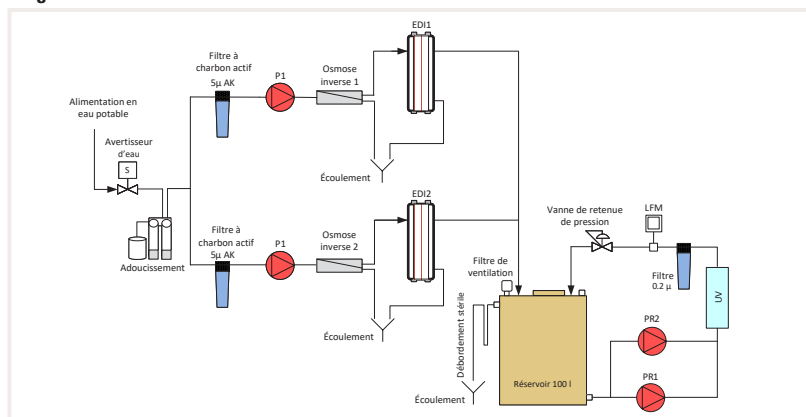 EDI1
Filtre à
charbon actif
5µ AK
P1
Osmose
inverse 1
Alimentation en
eau potable
Avertisseur
d'eau
S
Écoulement
EDI2
Filtre à
charbon actif
5µ AK
P1
Osmose
inverse 2
Adoucissement
Écoulement
Vanne de retenue
de pression
LFM
Filtre de
ventilation
Filtre
0.2 µ
UV
Débordement stérile
PR2
Réservoir 100 l
PR1
Écoulement